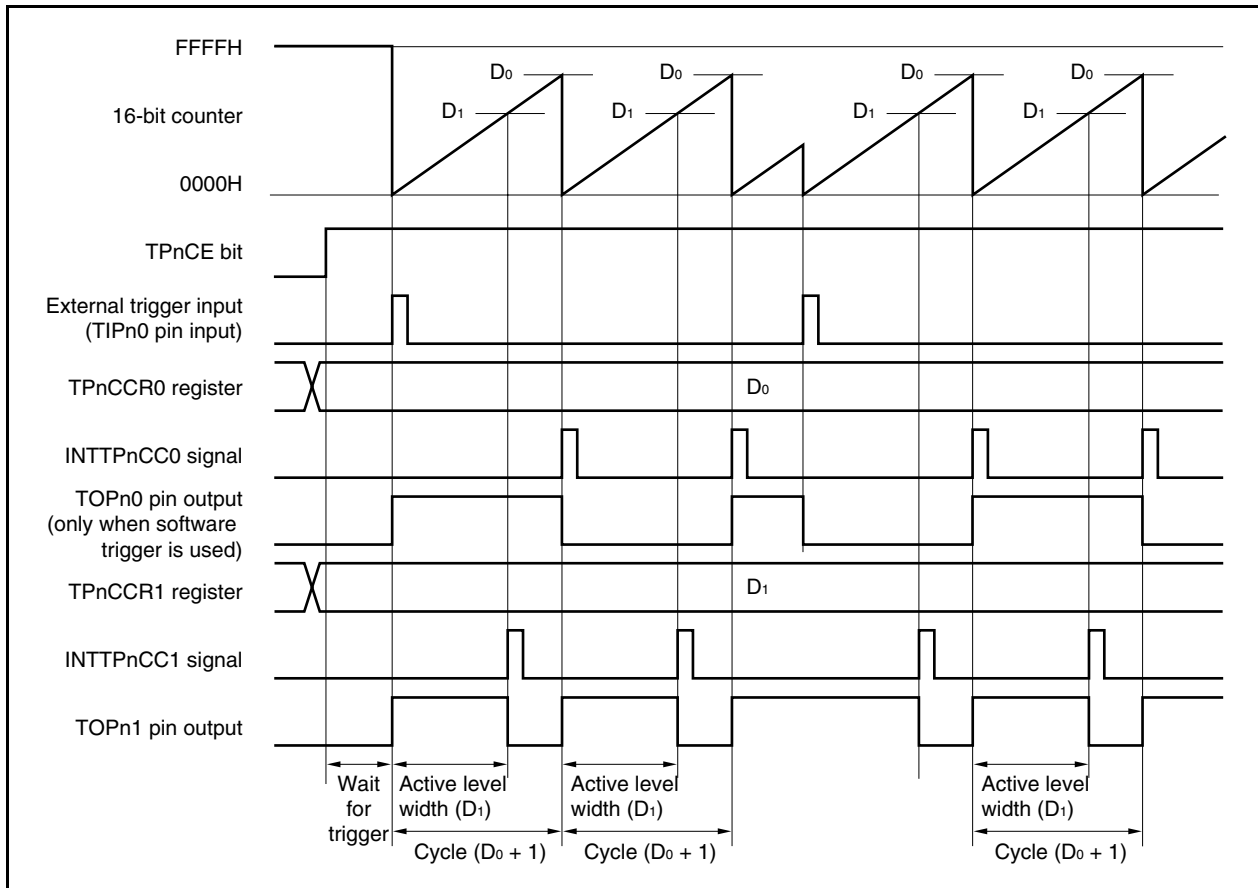 FFFFH
D0
D0
D0
D0
16-bit counter
D1
D1
D1
D1
0000H
TPnCE bit
External trigger input
(TIPn0 pin input)
TPnCCR0 register
D0
INTTPnCC0 signal
TOPn0 pin output
(only when software
trigger is used)
TPnCCR1 register
D1
INTTPnCC1 signal
TOPn1 pin output
Wait
for
trigger
Active level
width (D1)
Active level
width (D1)
Active level
width (D1)
Cycle (D0 + 1)
Cycle (D0 + 1)
Cycle (D0 + 1)